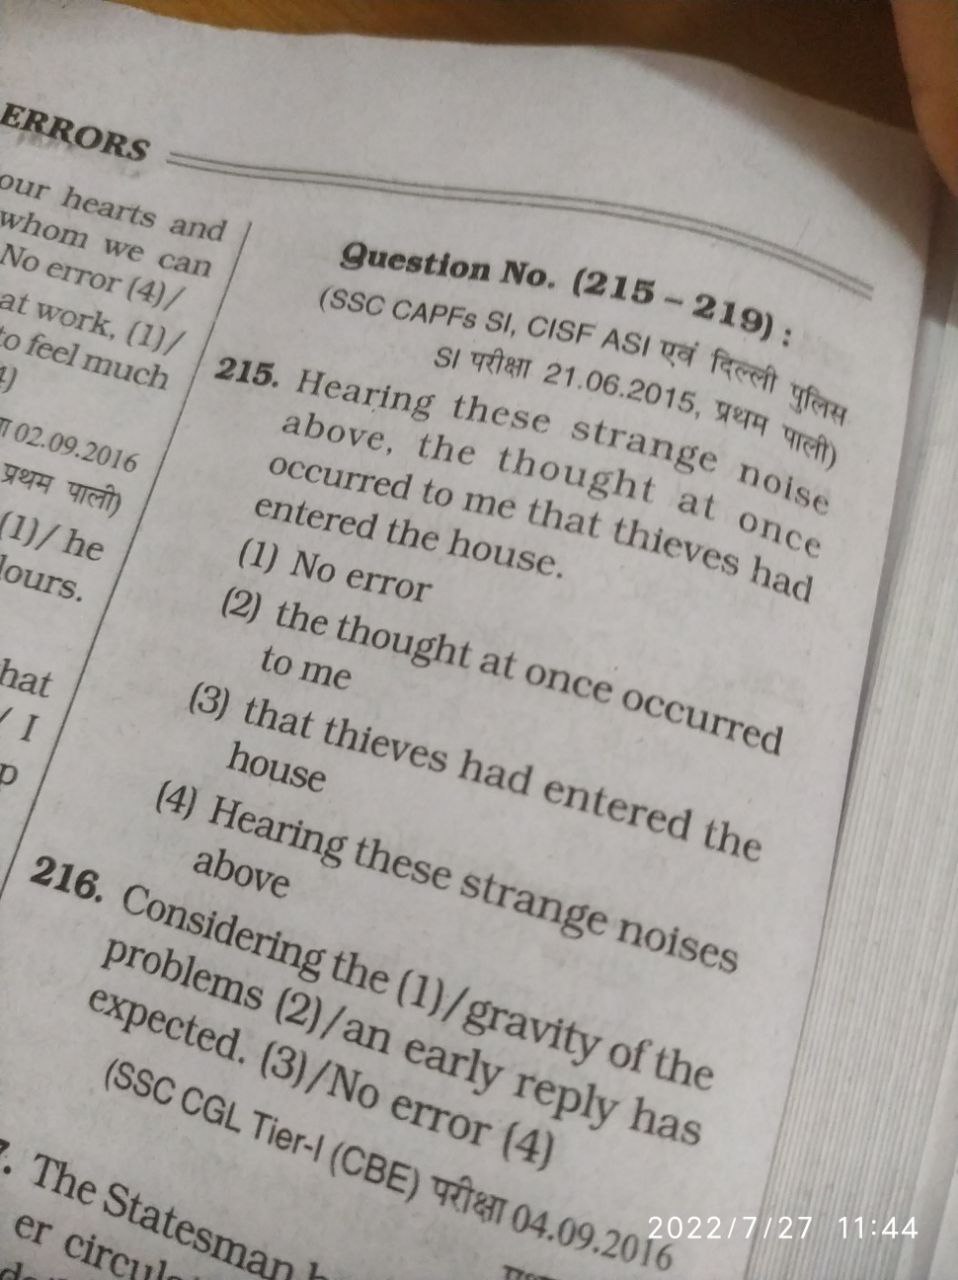 ERRORS
our hearts and
whom we can
No error (4)/
at work, (1)/
to feel much
4)
02.09.2016
प्रथम पाली)
(1)/ he
lours.
hat
/ I
p
Question No. (215 – 219) :
(SSC CAPFs SI, CISF ASI एवं दिल्ली पुलिस
SI परीक्षा 21.06.2015, प्रथम पाली)
215. Hearing these strange noise
above, the thought at once
occurred to me that thieves had
entered the house.
(1) No error
(2) the thought at once occurred
to me
(3) that thieves had entered the
house
(4) Hearing these strange noises
above
216. Considering the (1)/gravity of the
problems (2)/an early reply has
expected. (3)/No error (4)
(SSC CGL Tier-I (CBE) परीक्षा 04.09.2016
7. The Statesman
er
2022/7/27 11:44